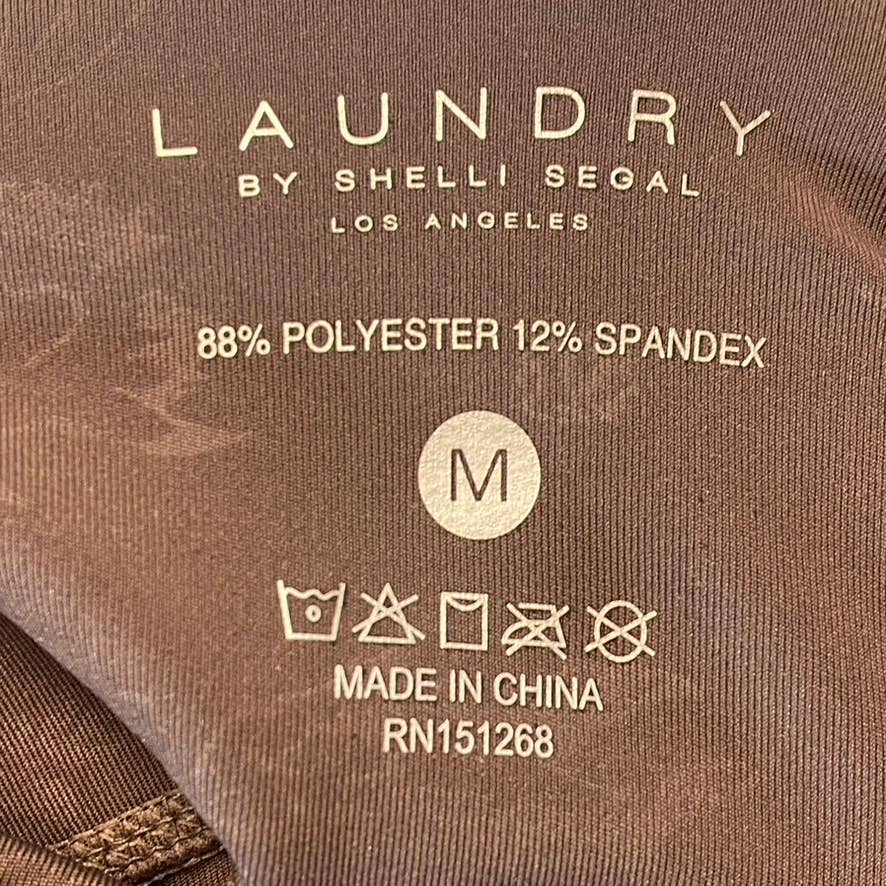 LAUNDRY
BY SHELLI SEGAL
LOS ANGELES
88% POLYESTER 12% SPANDEX
M
MADE IN CHINA
RN151268